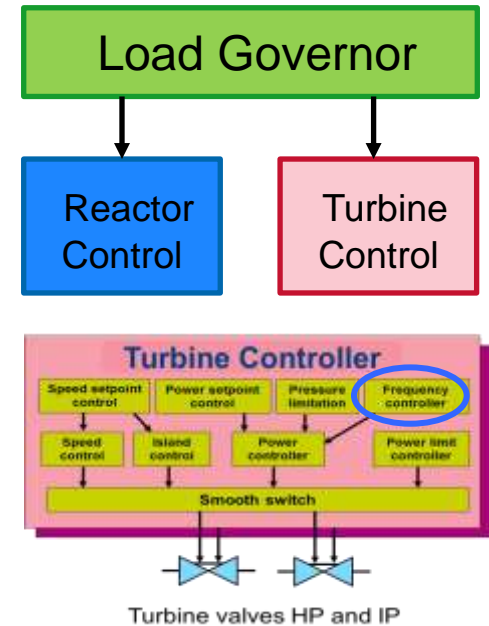 Load Governor
Reactor
Control
Turbine
Control
Turbine Controller
Speed setpoint
control
Power setpoint
control
Pressure
limitation
Frequency
controller
Speed
control
Island
control
Power
controller
Power limit
controller
Smooth switch
Turbine valves HP and IP